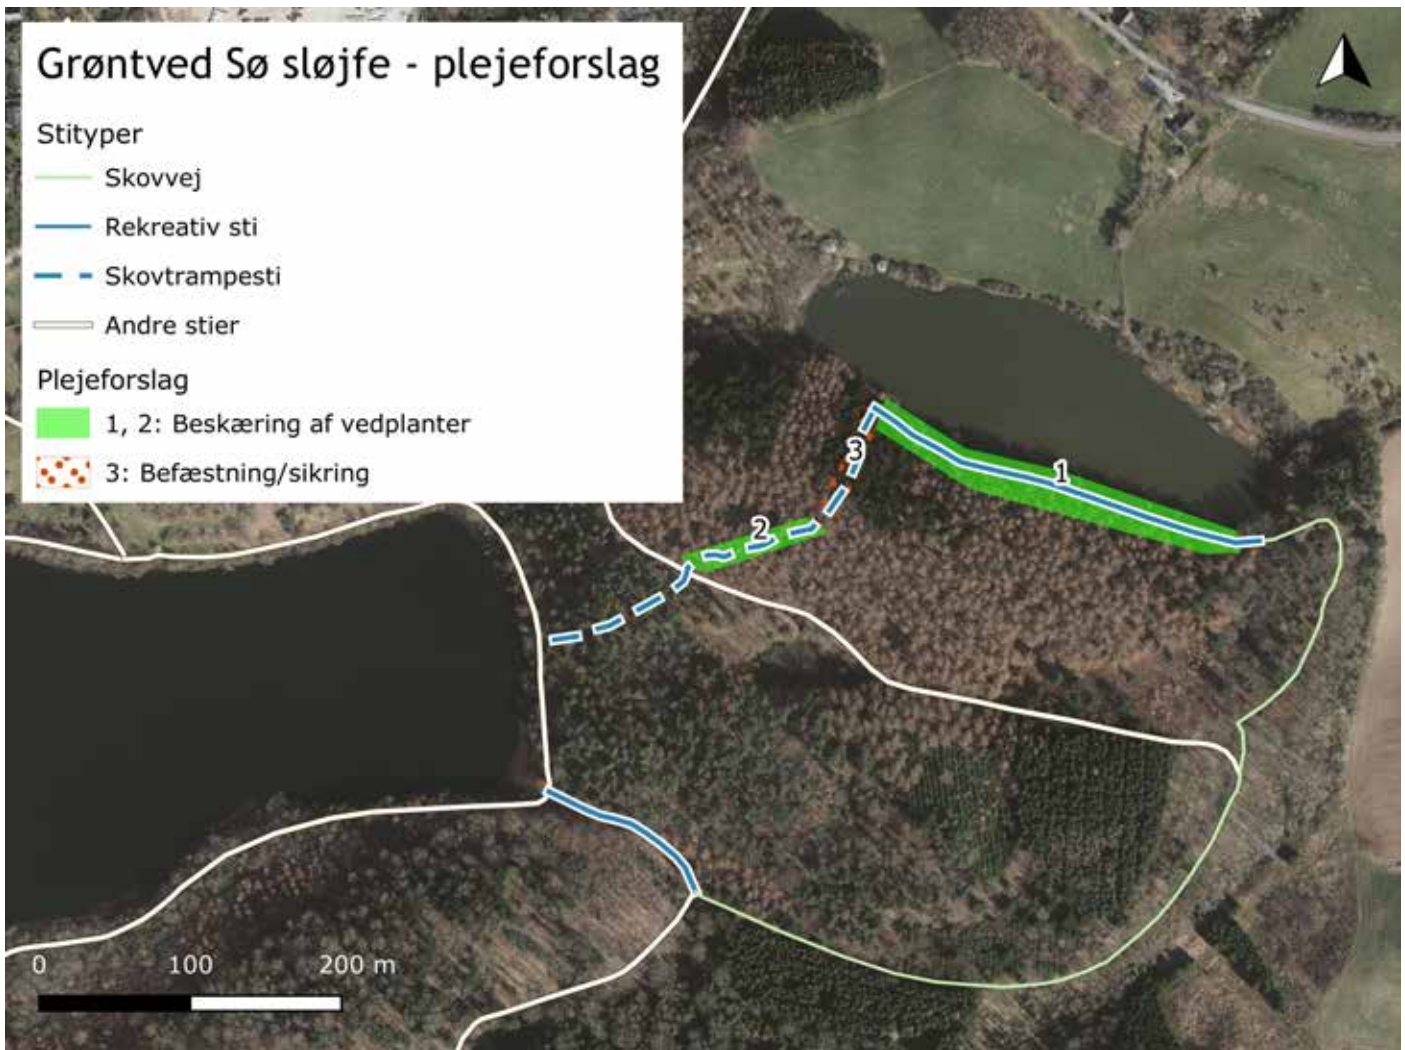 Grøntved Sø sløjfe - plejeforslag
Stityper
Skovvej
Rekreativ sti
Skovtrampesti
Andre stier
Plejeforslag
1, 2: Beskæring af vedplanter
3: Befæstning/sikring
3
1
2
0 100 200 m